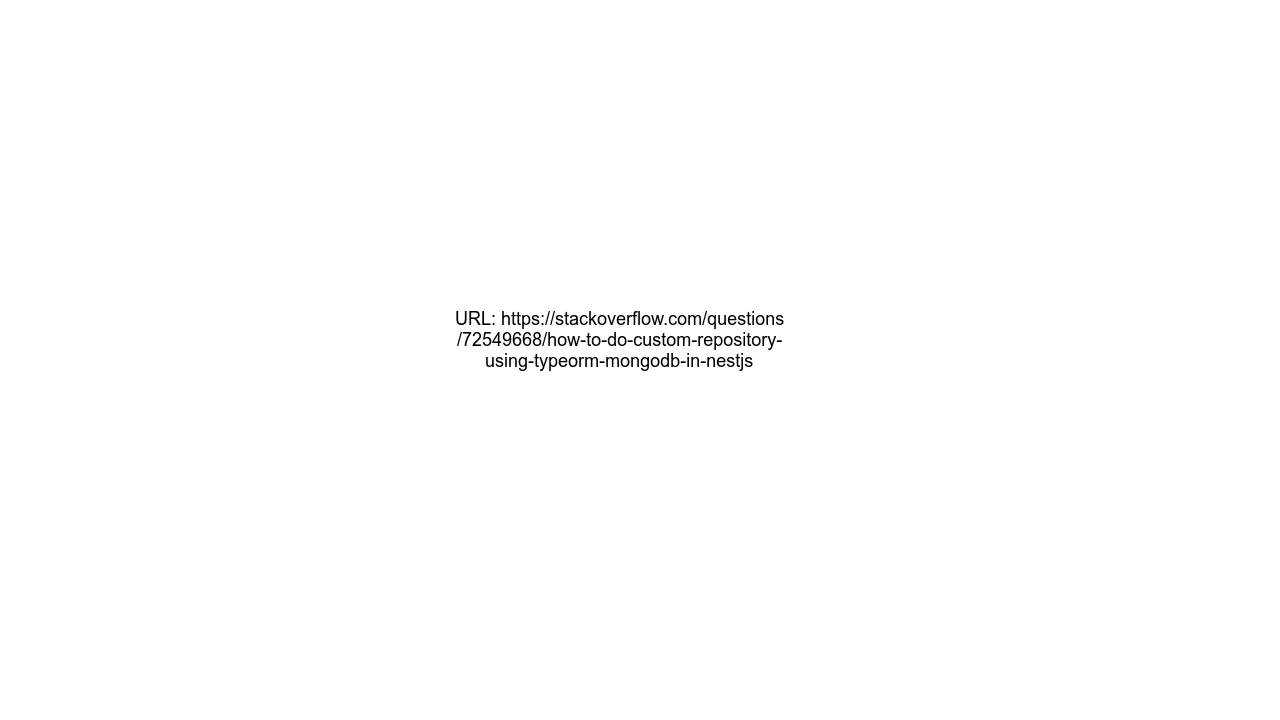 URL: https://stackoverflow.com/questions
/72549668/how-to-do-custom-repository-
using-typeorm-mongodb-in-nestjs